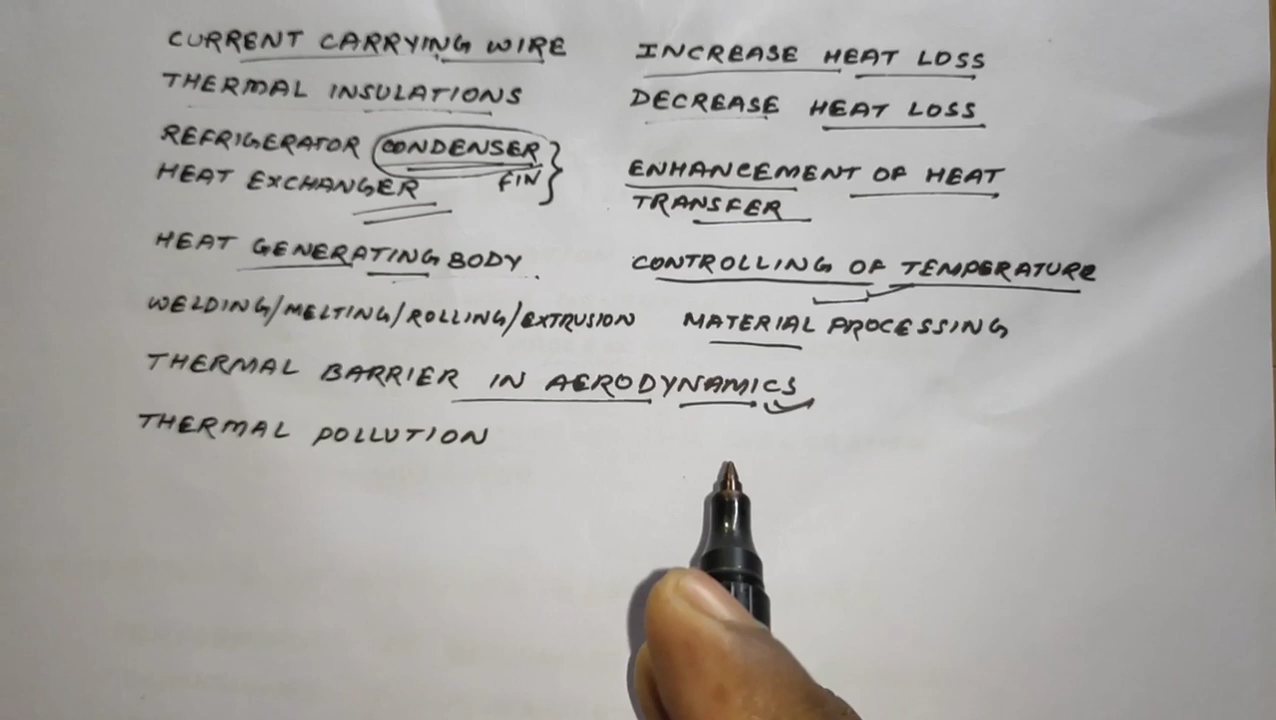 CURRENT CARRYING WIRE INCREASE HEAT LOSS
THERMAL INSULATIONS DECREASE HEAT LOSS
REFRIGERATOR CONDENSER
HEAT EXCHANGER FIN
ENHANCEMENT OF HEAT
TRANSFER
HEAT GENERATING BODY CONTROLLING OF TEMPERATURE
WELDING/MELTING/ROLLING/EXTRUSION MATERIAL PROCESSING
THERMAL BARRIER IN AERODYNAMICS
THERMAL POLLUTION